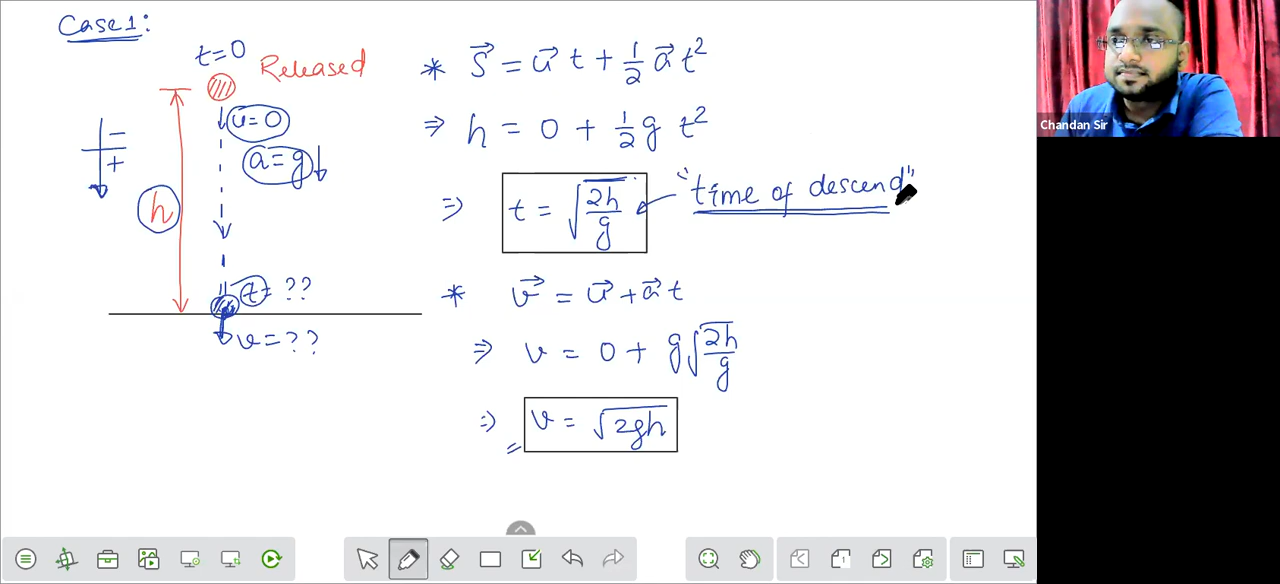 Case1:
t=0
Released
u=0
a=g
−
+
h
t=??
v=??
* S⃗ = u⃗ t + 1/2 a⃗ t²
⇒ h = 0 + 1/2 g t²
⇒ t = √(2h/g)
"time of descend"
* v⃗ = u⃗ + a⃗ t
⇒ v = 0 + g√(2h/g)
⇒ v = √2gh
Chandan Sir
1